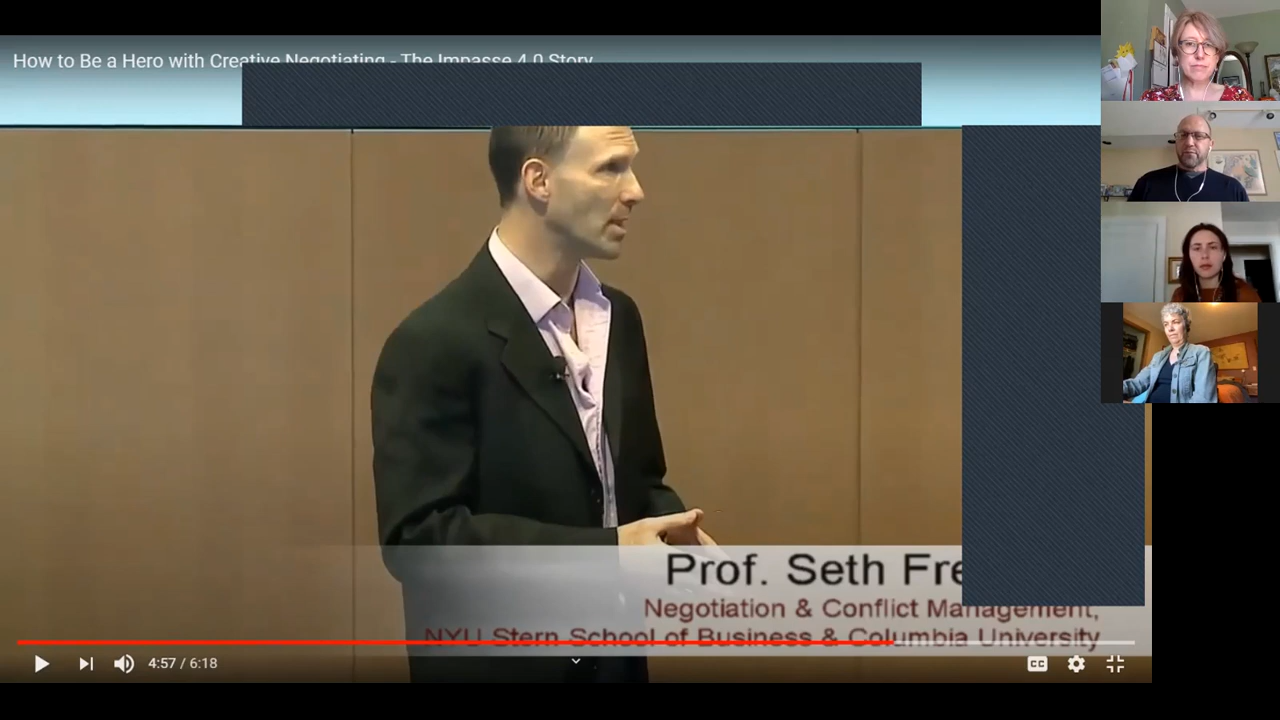 How to Be a Hero with Creative Negotiating - The Impasse 4.0 Story
Prof. Seth Fre
Negotiation & Conflict Management,
NYU Stern School of Business & Columbia University
4:57 / 6:18
CC